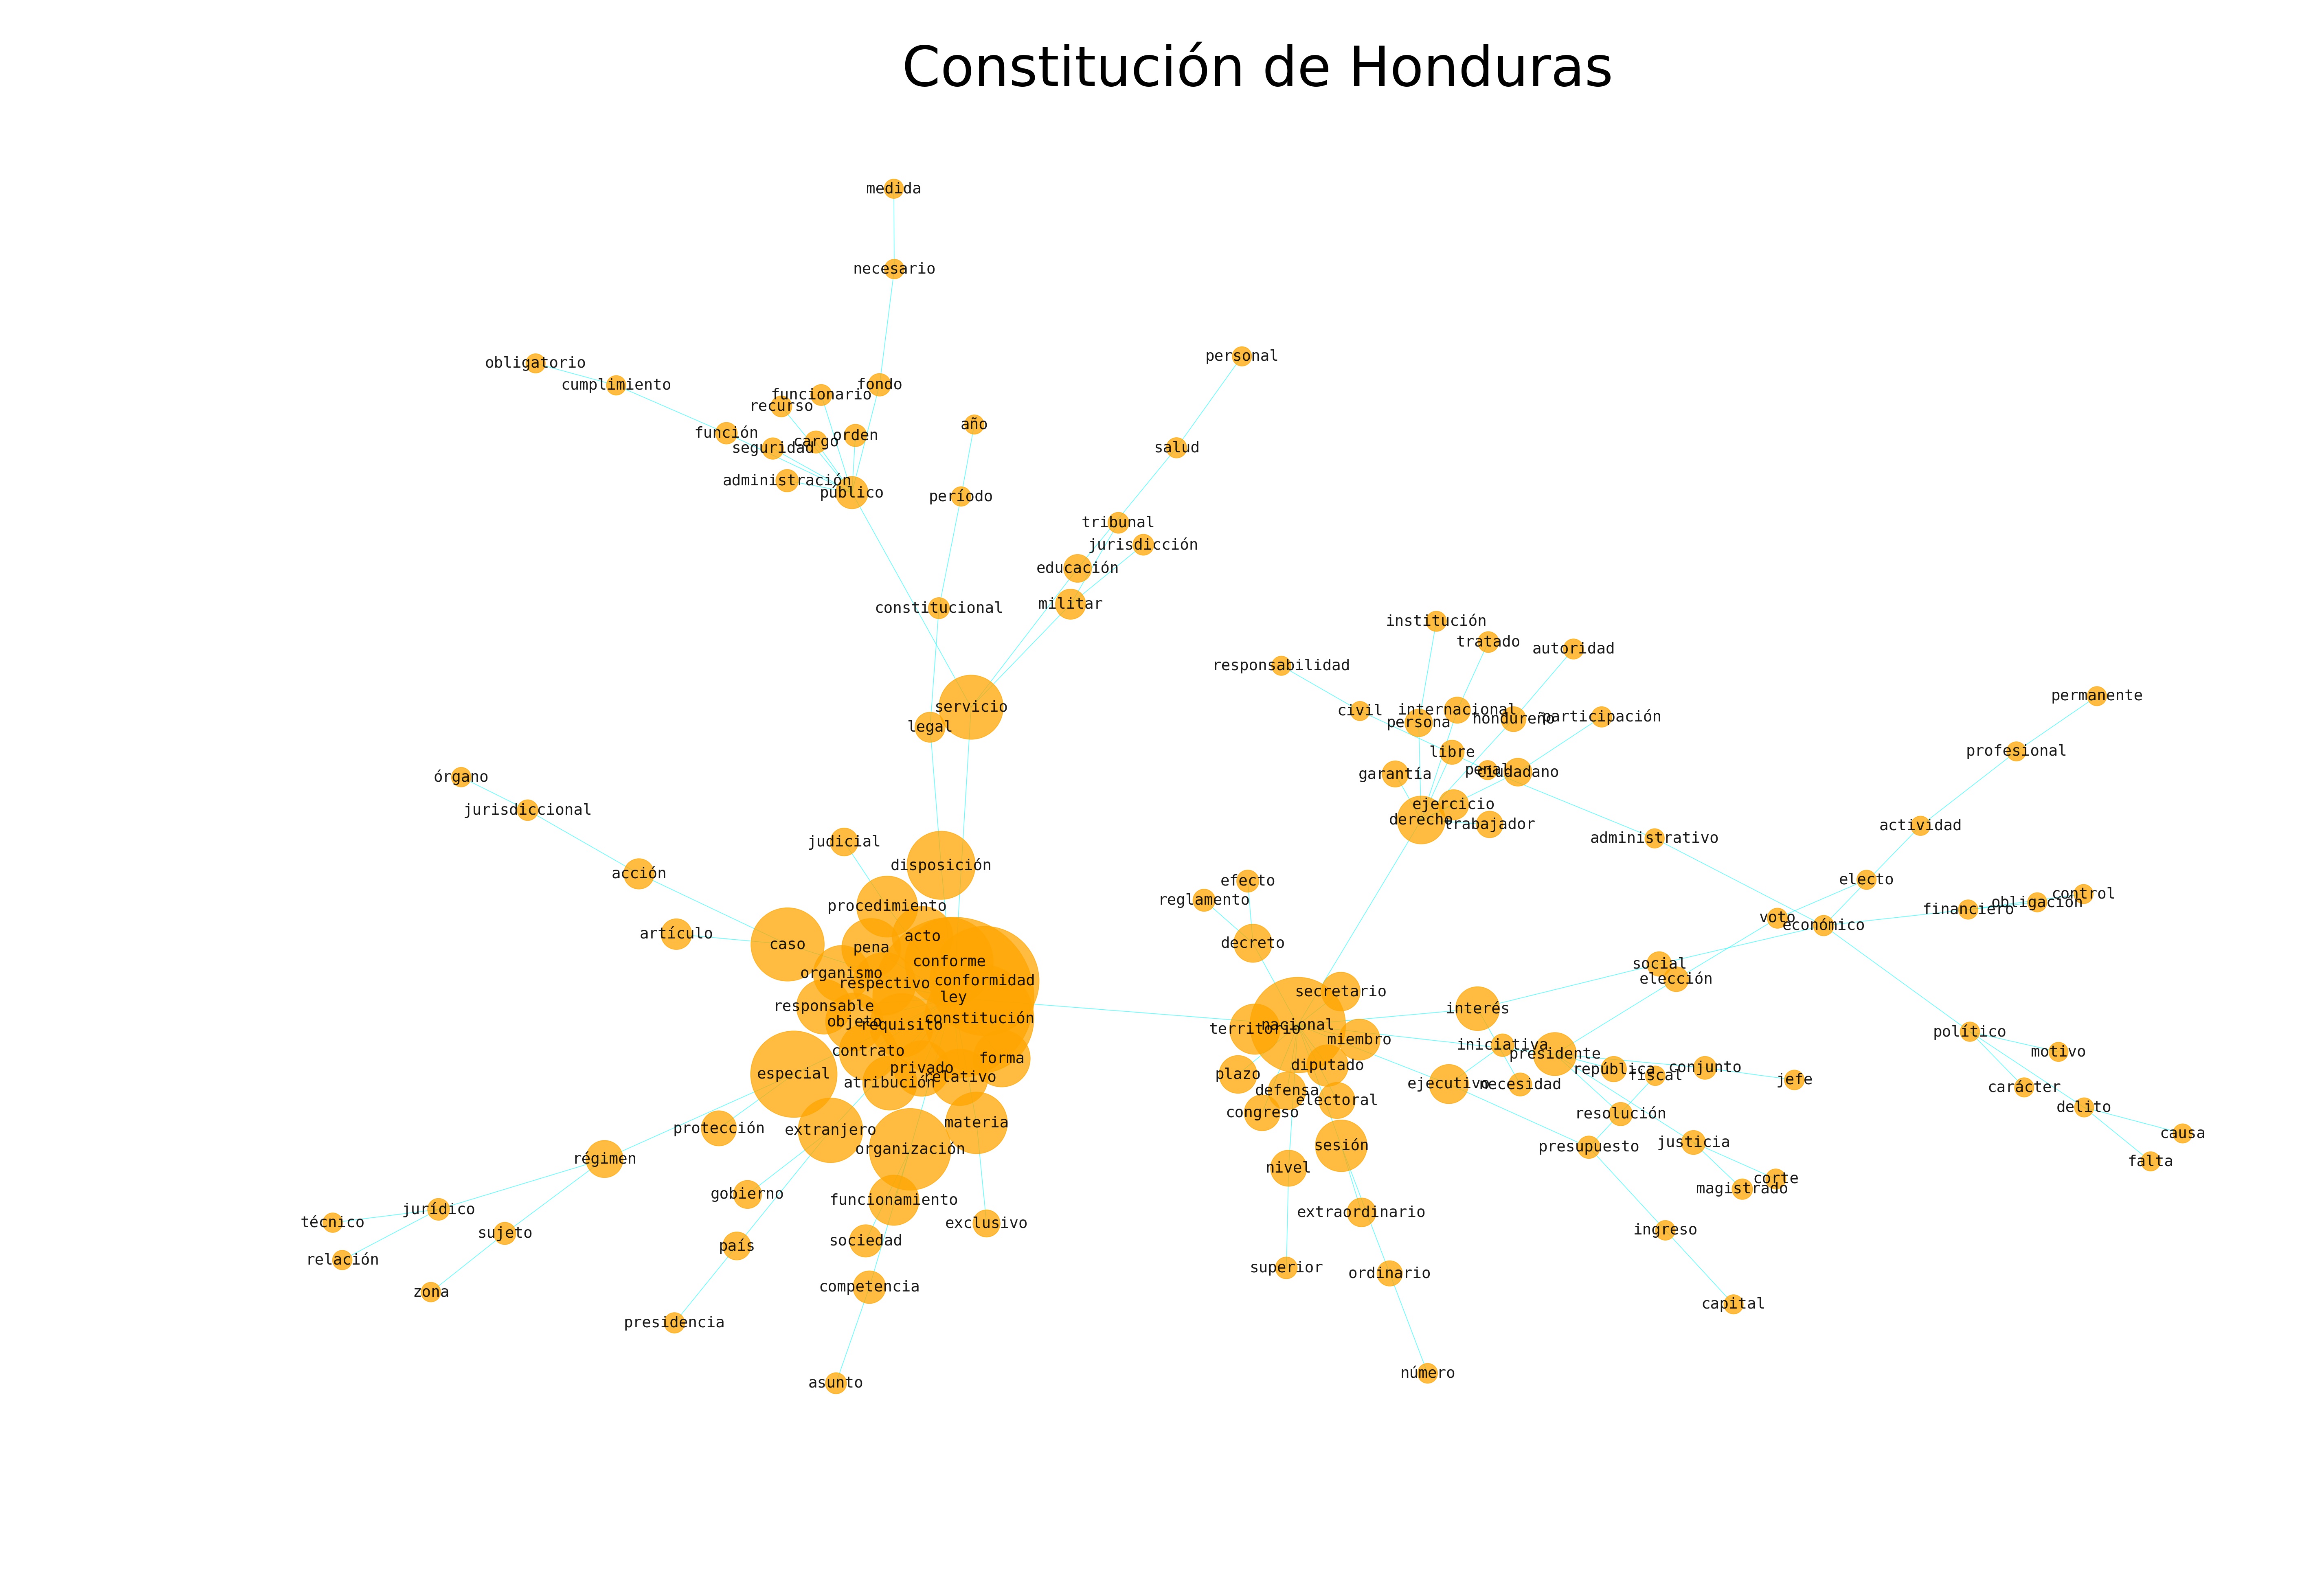 Constitución de Honduras
medida
necesario
personal
obligatorio
cumplimiento
fondo
funcionario
recurso
año
función
orden
cargo
seguridad
salud
administración
público
período
tribunal
jurisdicción
educación
militar
constitucional
institución
tratado
autoridad
responsabilidad
permanente
servicio
legal
civil
internacional
persona
hondureño
participación
libre
profesional
penal
ciudadano
garantía
órgano
jurisdiccional
ejercicio
derecho
trabajador
actividad
administrativo
judicial
disposición
acción
efecto
electo
reglamento
control
obligación
financiero
procedimiento
voto
económico
artículo
acto
caso
pena
decreto
conforme
social
organismo
respectivo
conformidad
elección
secretario
ley
responsable
interés
objeto
requisito
constitución
territorio
nacional
político
miembro
iniciativa
contrato
forma
presidente
motivo
diputado
república
conjunto
especial
privado
relativo
plazo
fiscal
jefe
atribución
ejecutivo
necesidad
carácter
defensa
electoral
delito
congreso
resolución
materia
protección
extranjero
causa
organización
sesión
presupuesto
justicia
régimen
falta
nivel
corte
magistrado
gobierno
funcionamiento
jurídico
extraordinario
técnico
exclusivo
sujeto
ingreso
sociedad
país
relación
superior
ordinario
competencia
zona
capital
presidencia
número
asunto